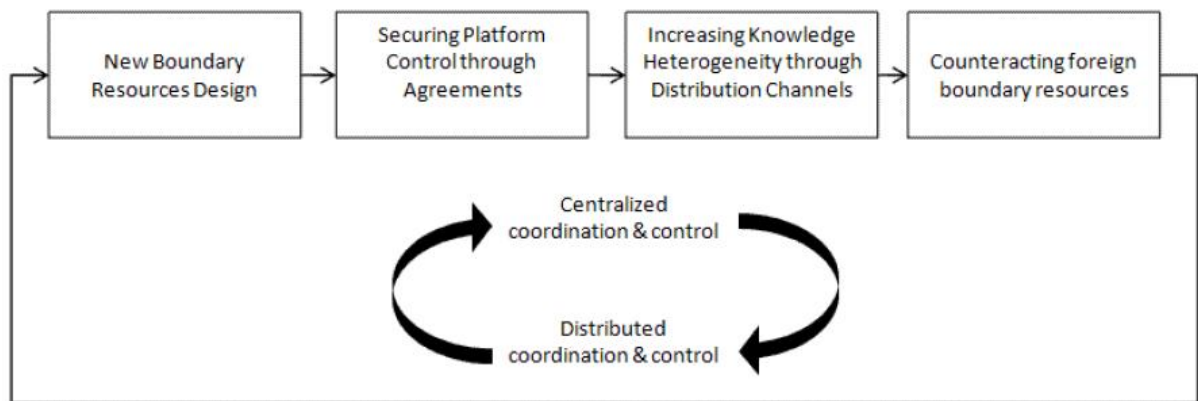 New Boundary
Resources Design
Securing Platform
Control through
Agreements
Increasing Knowledge
Heterogeneity through
Distribution Channels
Counteracting foreign
boundary resources
Centralized
coordination & control
Distributed
coordination & control